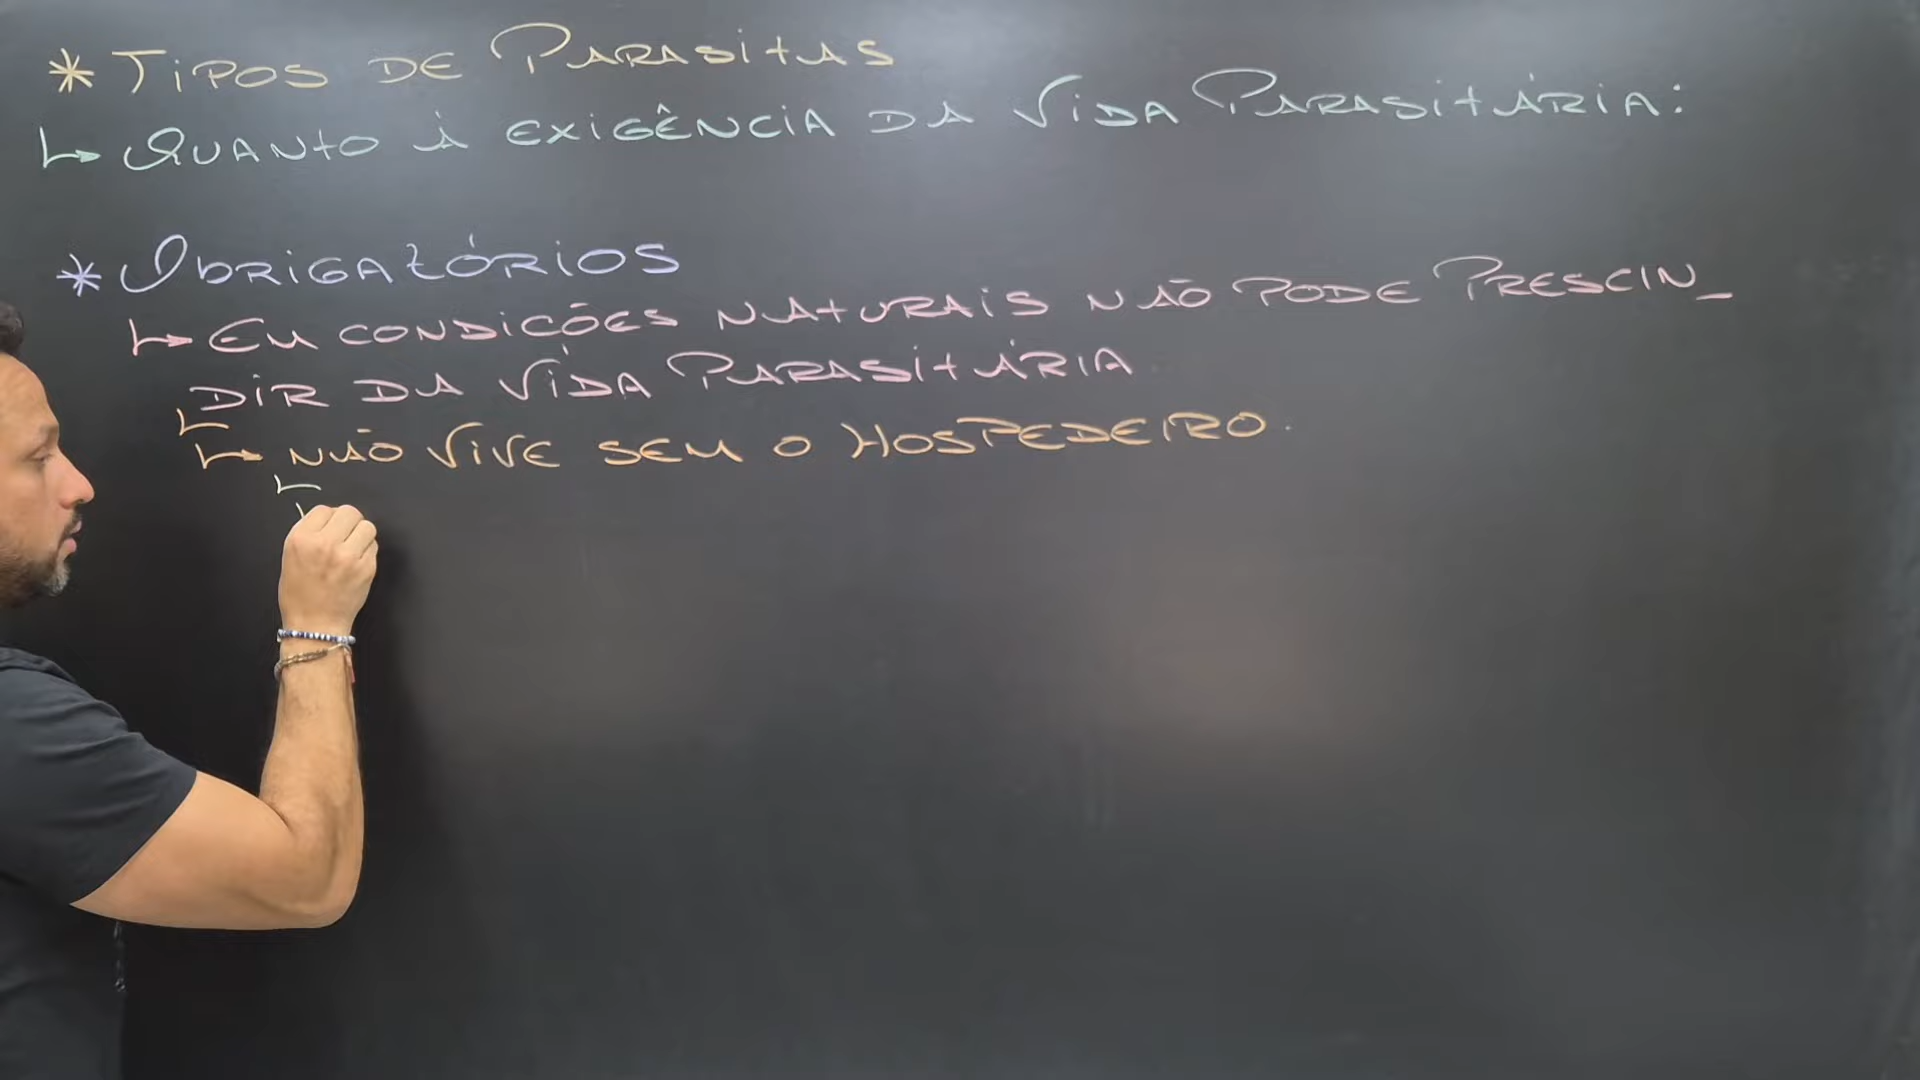 * TIPOS DE PARASITAS
↳ QUANTO À EXIGÊNCIA DA VIDA PARASITÁRIA:
* OBRIGATÓRIOS
↳ EM CONDICÕES NATURAIS NÃO PODE PRESCIN_
DIR DA VIDA PARASITÁRIA
↳ NÃO VIVE SEM O HOSPEDEIRO.